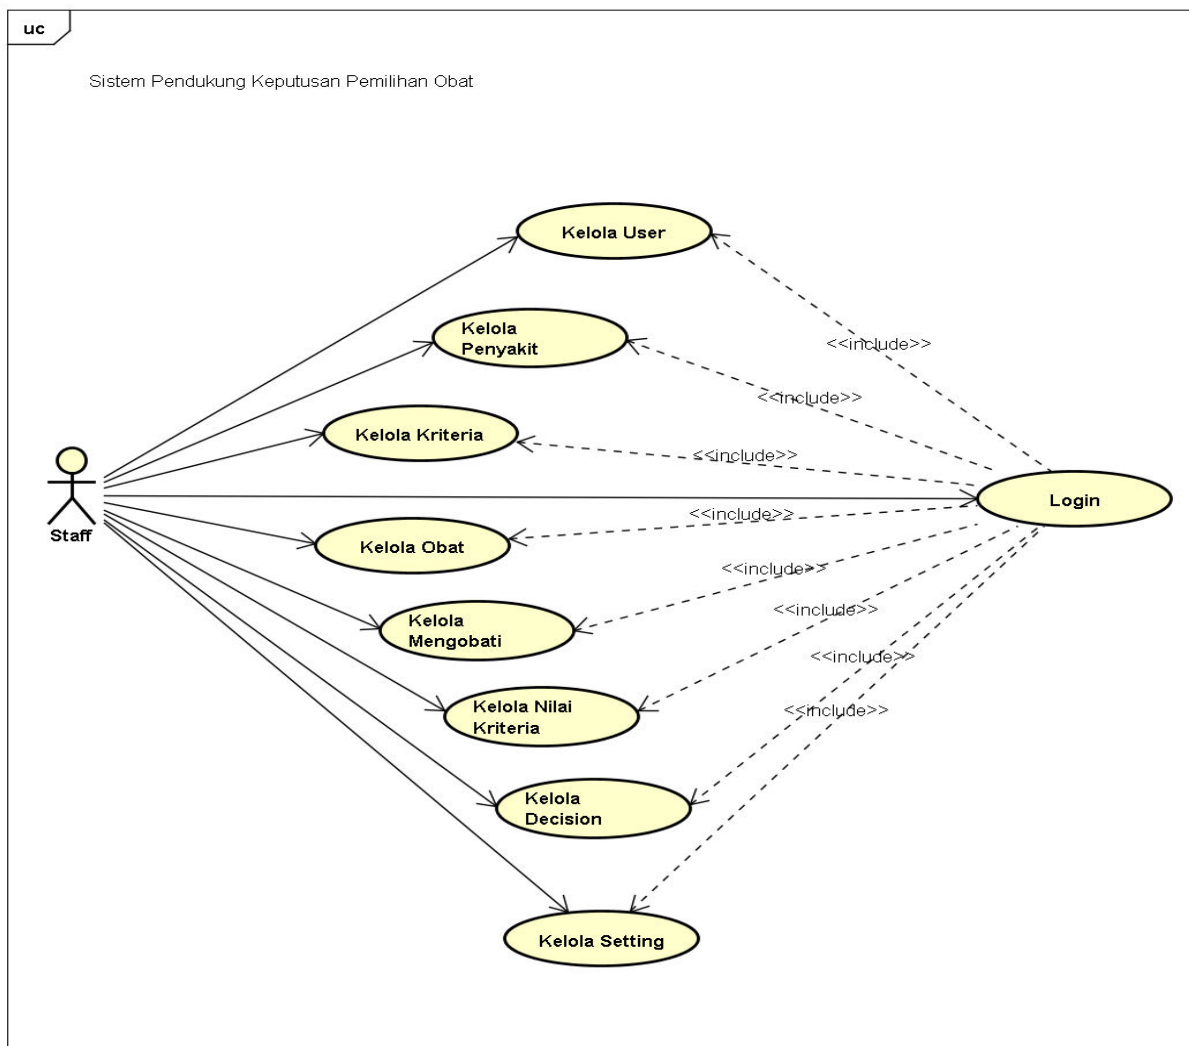 uc
Sistem Pendukung Keputusan Pemilihan Obat
Kelola User
<<include>>
Kelola
Penyakit
<<include>>
Kelola Kriteria
<<include>>
Staff
Login
Kelola Obat
<<include>>
Kelola
Mengobati
<<include>>
Kelola Nilai
Kriteria
<<include>>
<<include>>
Kelola
Decision
<<include>>
Kelola Setting